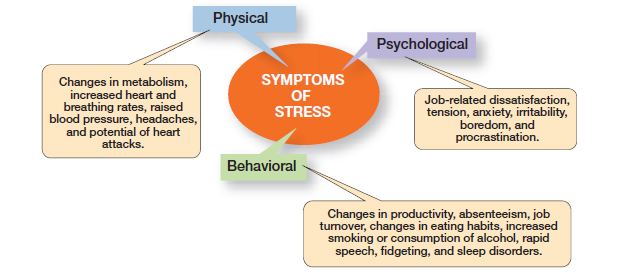 Physical
Psychological
SYMPTOMS
OF
STRESS
Changes in metabolism,
increased heart and
breathing rates, raised
blood pressure, headaches,
and potential of heart
attacks.
Job-related dissatisfaction,
tension, anxiety, irritability,
boredom, and
procrastination.
Behavioral
Changes in productivity, absenteeism, job
turnover, changes in eating habits, increased
smoking or consumption of alcohol, rapid
speech, fidgeting, and sleep disorders.